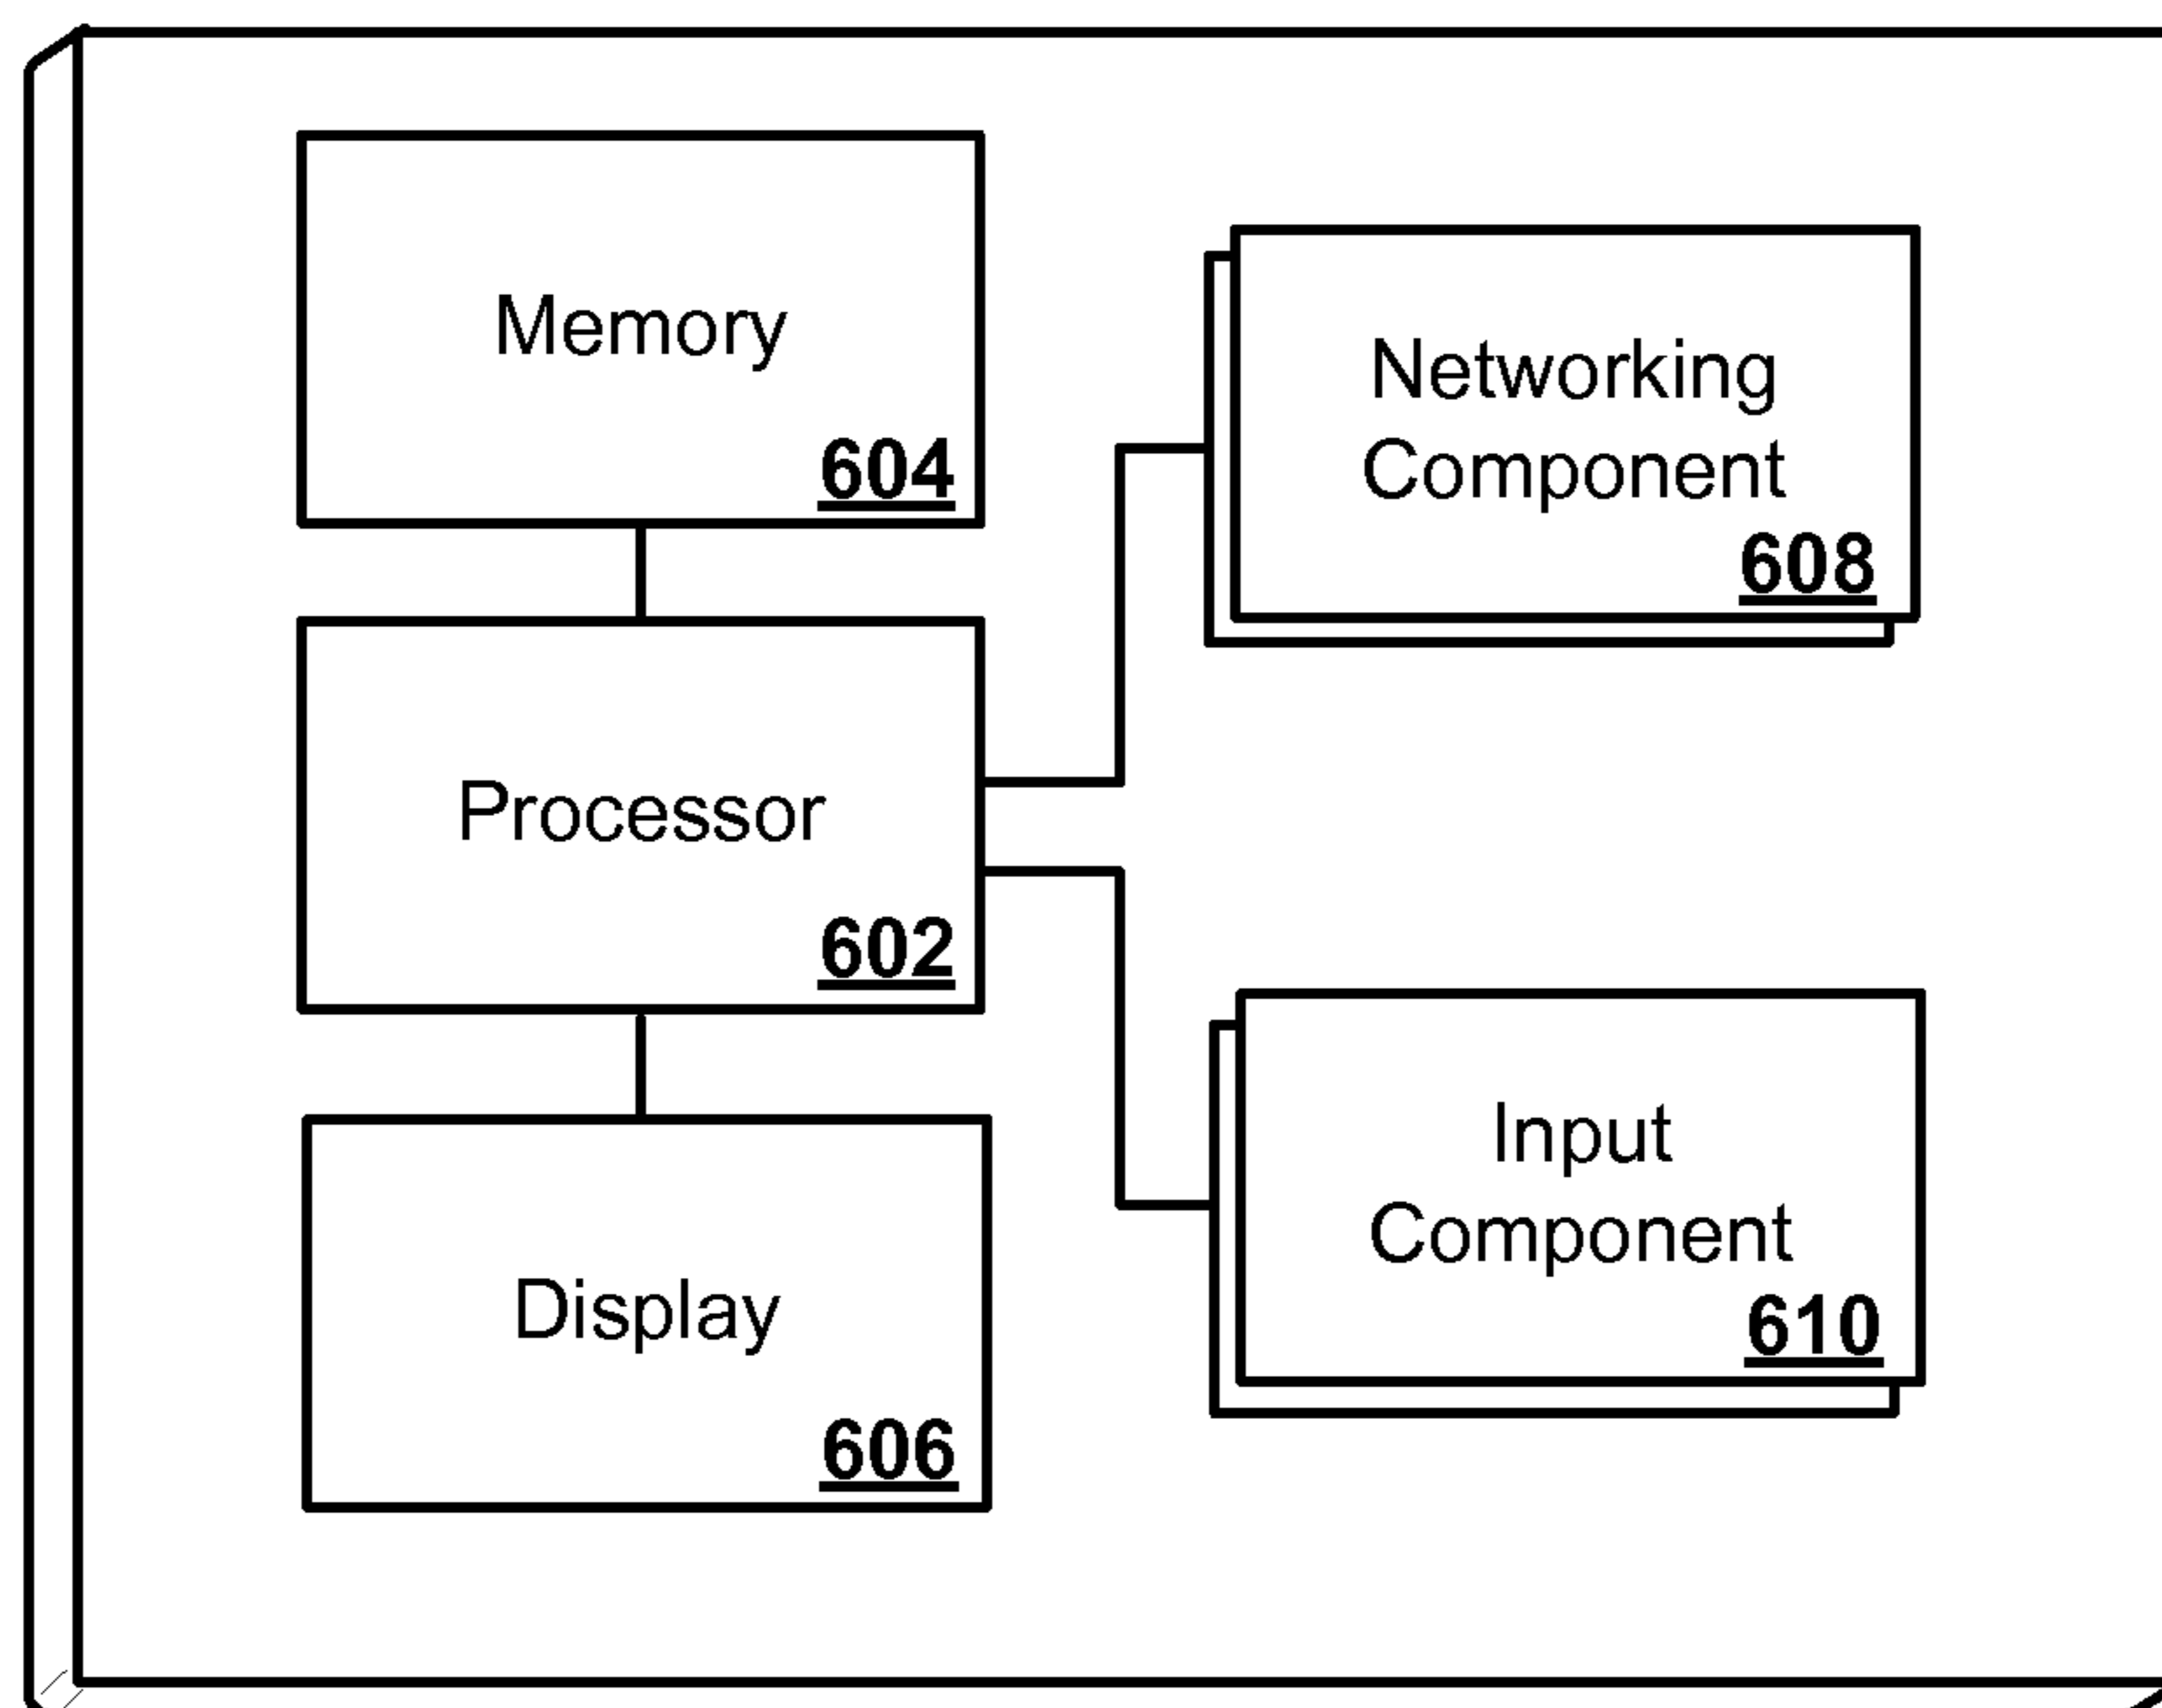 Memory
604
Processor
602
Display
606
Networking
Component
608
Input
Component
610